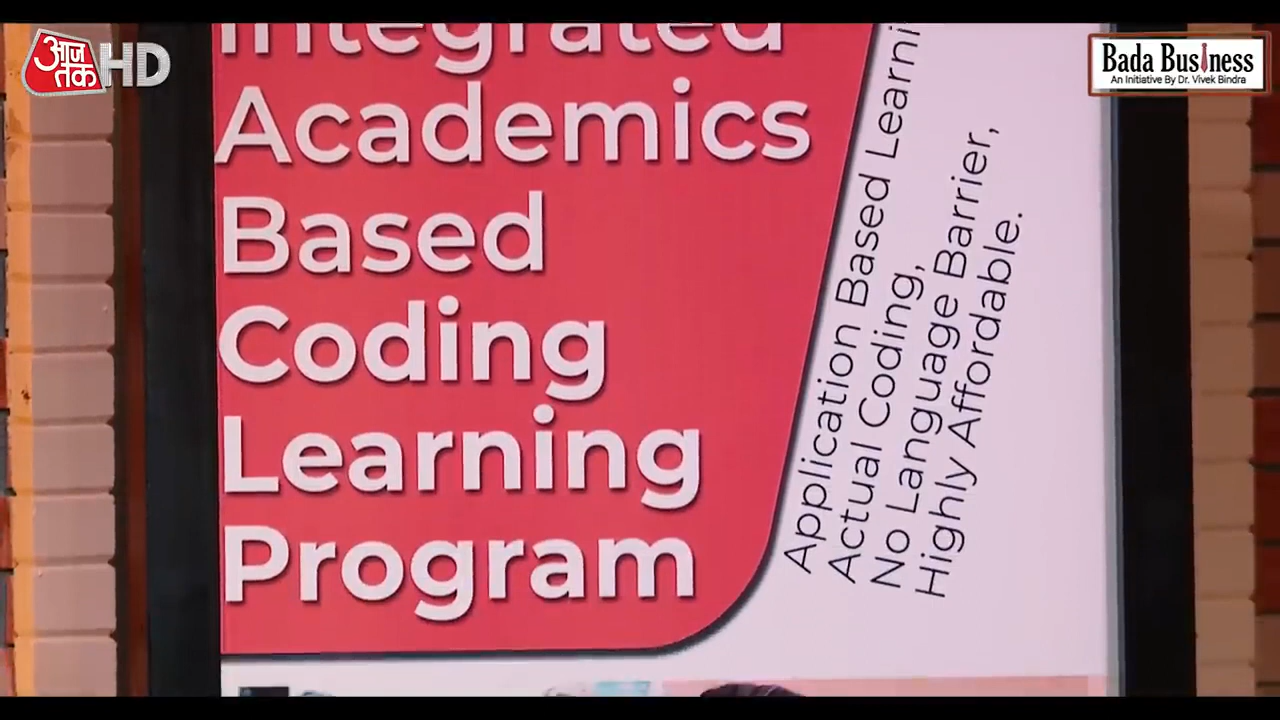 आज
तक HD
Bada Business
An Initiative By Dr. Vivek Bindra
Integrated
Academics
Based
Coding
Learning
Program
Application Based Learni
Actual Coding,
No Language Barrier,
Highly Affordable.